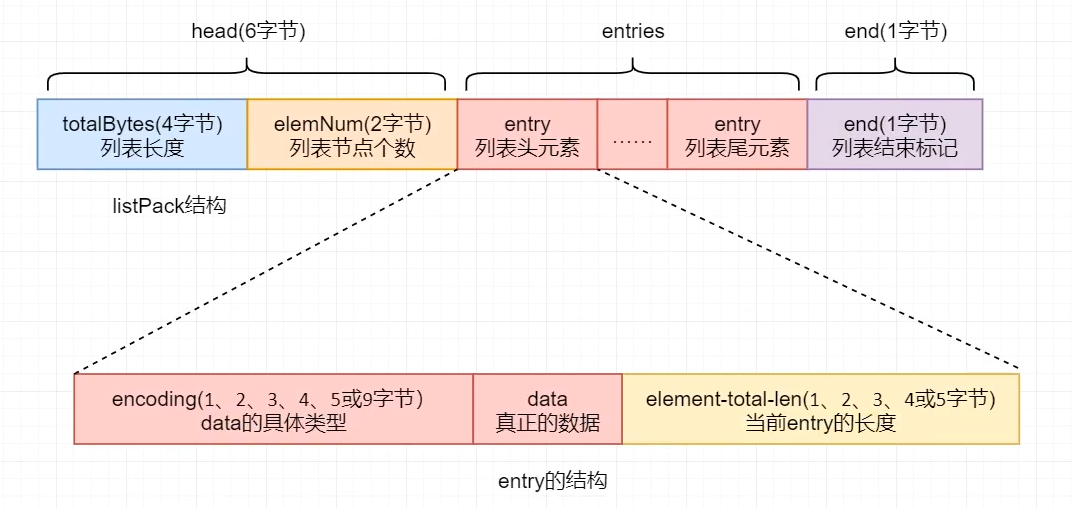 head(6字节)
entries
end(1字节)
totalBytes(4字节)
列表长度
elemNum(2字节)
列表节点个数
entry
列表头元素
......
entry
列表尾元素
end(1字节)
列表结束标记
listPack结构
encoding(1、2、3、4、5或9字节)
data的具体类型
data
真正的数据
element-total-len(1、2、3、4或5字节)
当前entry的长度
entry的结构